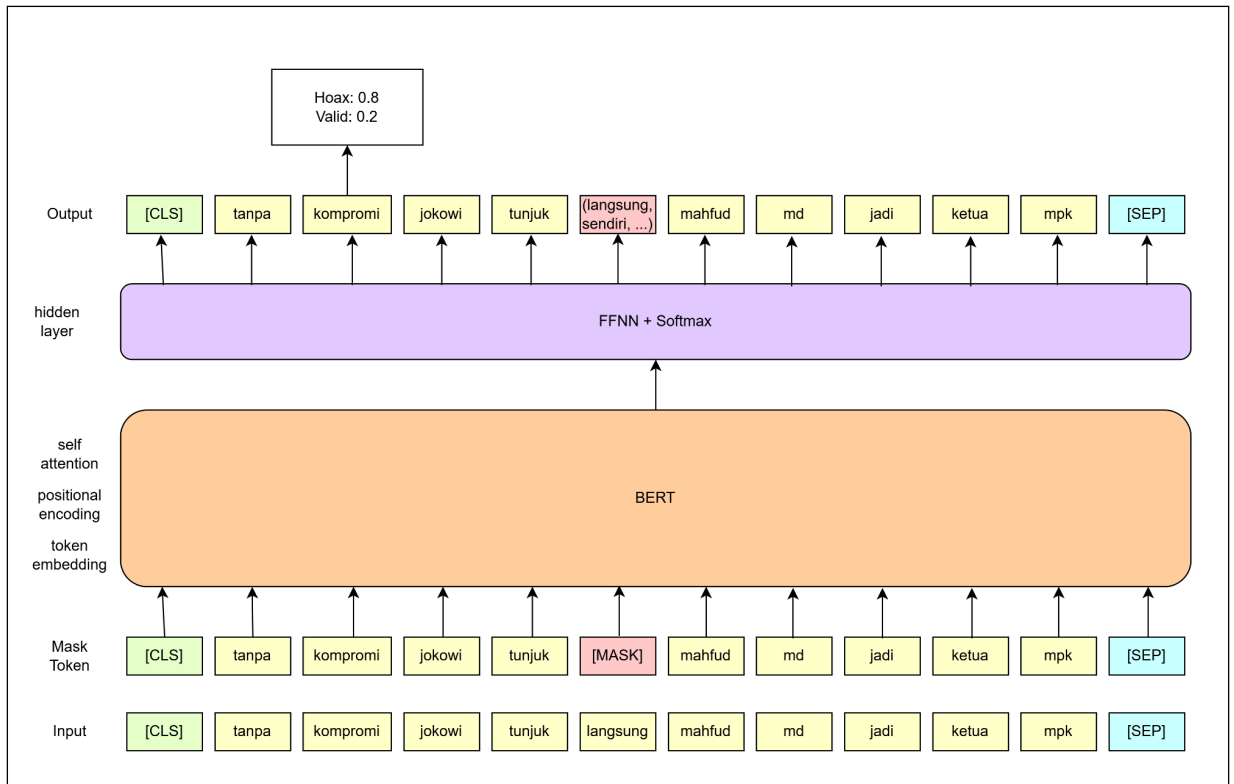 Hoax: 0.8
Valid: 0.2
Output
[CLS]
tanpa
kompromi
jokowi
tunjuk
(langsung,
sendiri, ...)
mahfud
md
jadi
ketua
mpk
[SEP]
hidden
layer
FFNN + Softmax
self
attention
positional
encoding
token
embedding
BERT
Mask
Token
[CLS]
tanpa
kompromi
jokowi
tunjuk
[MASK]
mahfud
md
jadi
ketua
mpk
[SEP]
Input
[CLS]
tanpa
kompromi
jokowi
tunjuk
langsung
mahfud
md
jadi
ketua
mpk
[SEP]